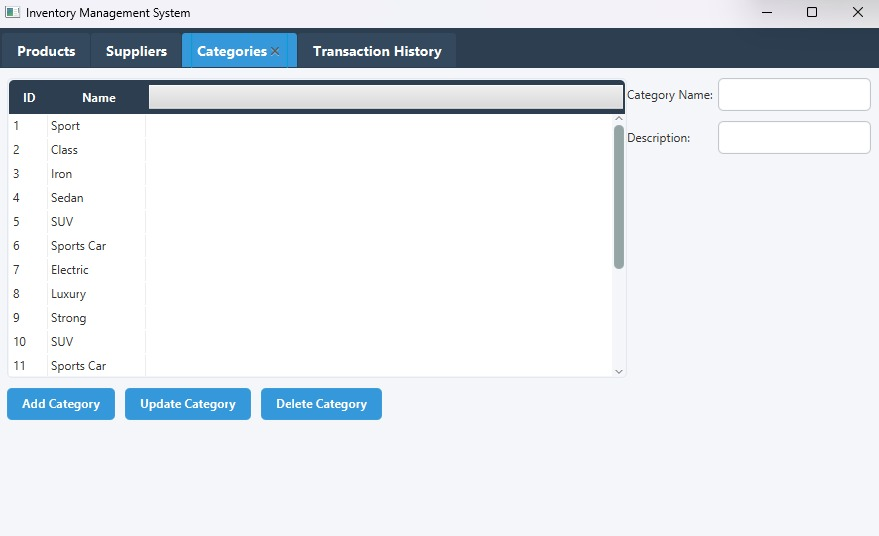 Inventory Management System
Products Suppliers Categories Transaction History
ID Name
Category Name:
1 Sport
Description:
2 Class
3 Iron
4 Sedan
5 SUV
6 Sports Car
7 Electric
8 Luxury
9 Strong
10 SUV
11 Sports Car
Add Category Update Category Delete Category